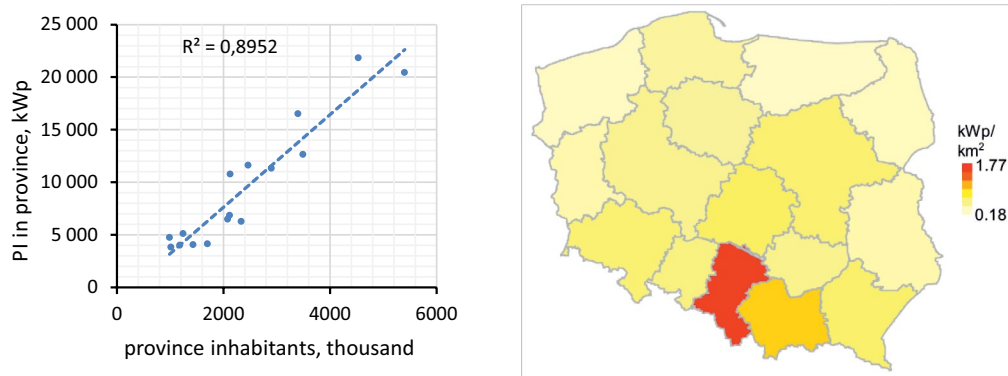 25 000
20 000
15 000
10 000
5 000
0
R² = 0,8952
PI in province, kWp
0 2000 4000 6000
province inhabitants, thousand
kWp/
km²
1.77
0.18